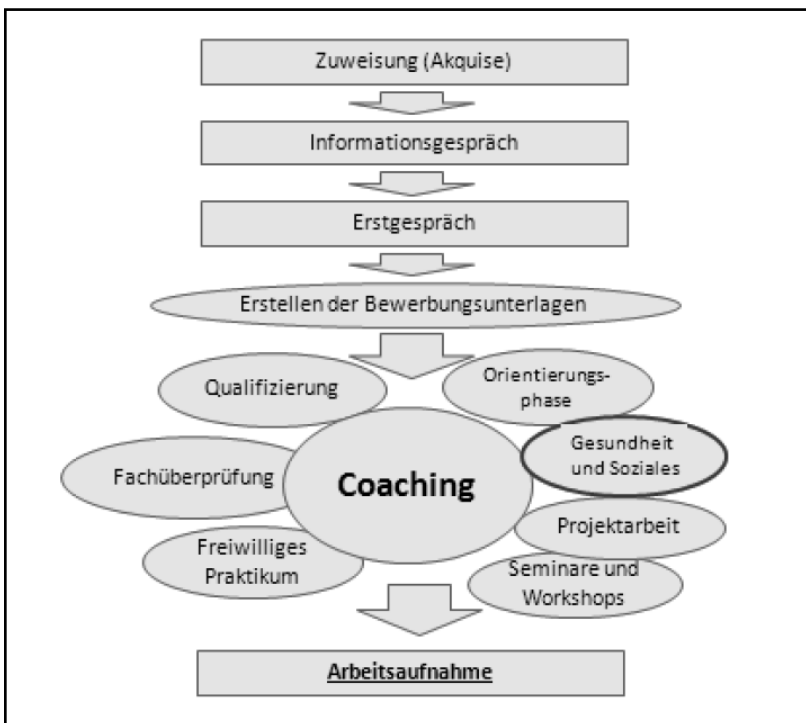 Zuweisung (Akquise)
Informationsgespräch
Erstgespräch
Erstellen der Bewerbungsunterlagen
Qualifizierung
Orientierungs-
phase
Gesundheit
und Soziales
Fachüberprüfung
Coaching
Projektarbeit
Freiwilliges
Praktikum
Seminare und
Workshops
Arbeitsaufnahme